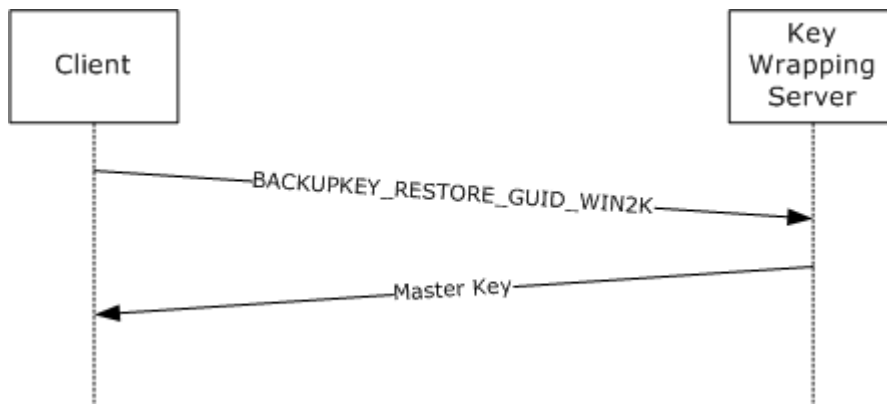 Client
Key
Wrapping
Server
BACKUPKEY_RESTORE_GUID_WIN2K
Master Key